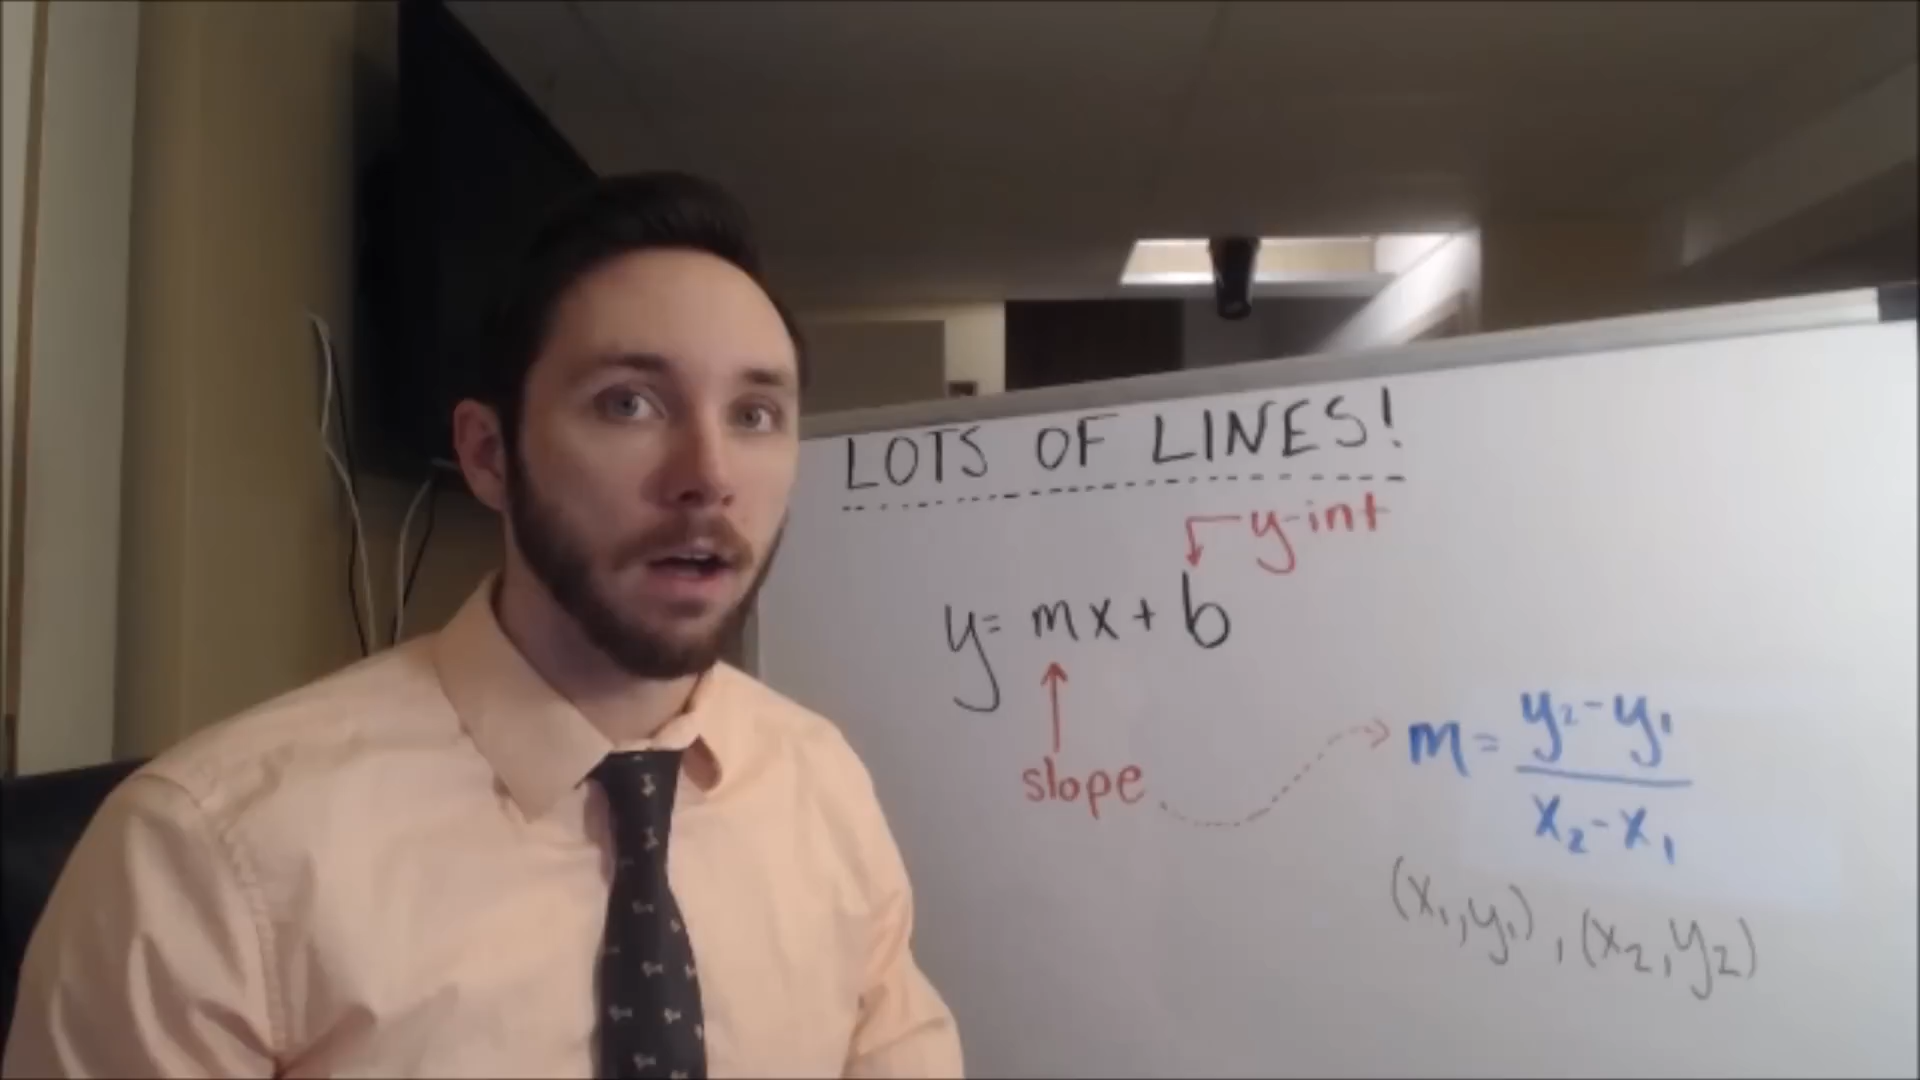 LOTS OF LINES!
y-int
y = mx + b
slope
m = y₂ - y₁
x₂ - x₁
(x₁, y₁), (x₂, y₂)